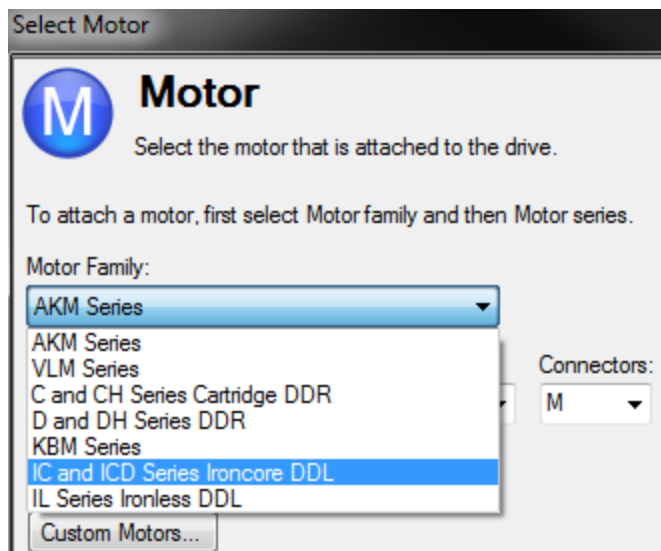 Select Motor
M
Motor
Select the motor that is attached to the drive.
To attach a motor, first select Motor family and then Motor series.
Motor Family:
AKM Series
AKM Series
VLM Series
C and CH Series Cartridge DDR
D and DH Series DDR
KBM Series
IC and ICD Series Ironcore DDL
IL Series Ironless DDL
Connectors:
M
Custom Motors...